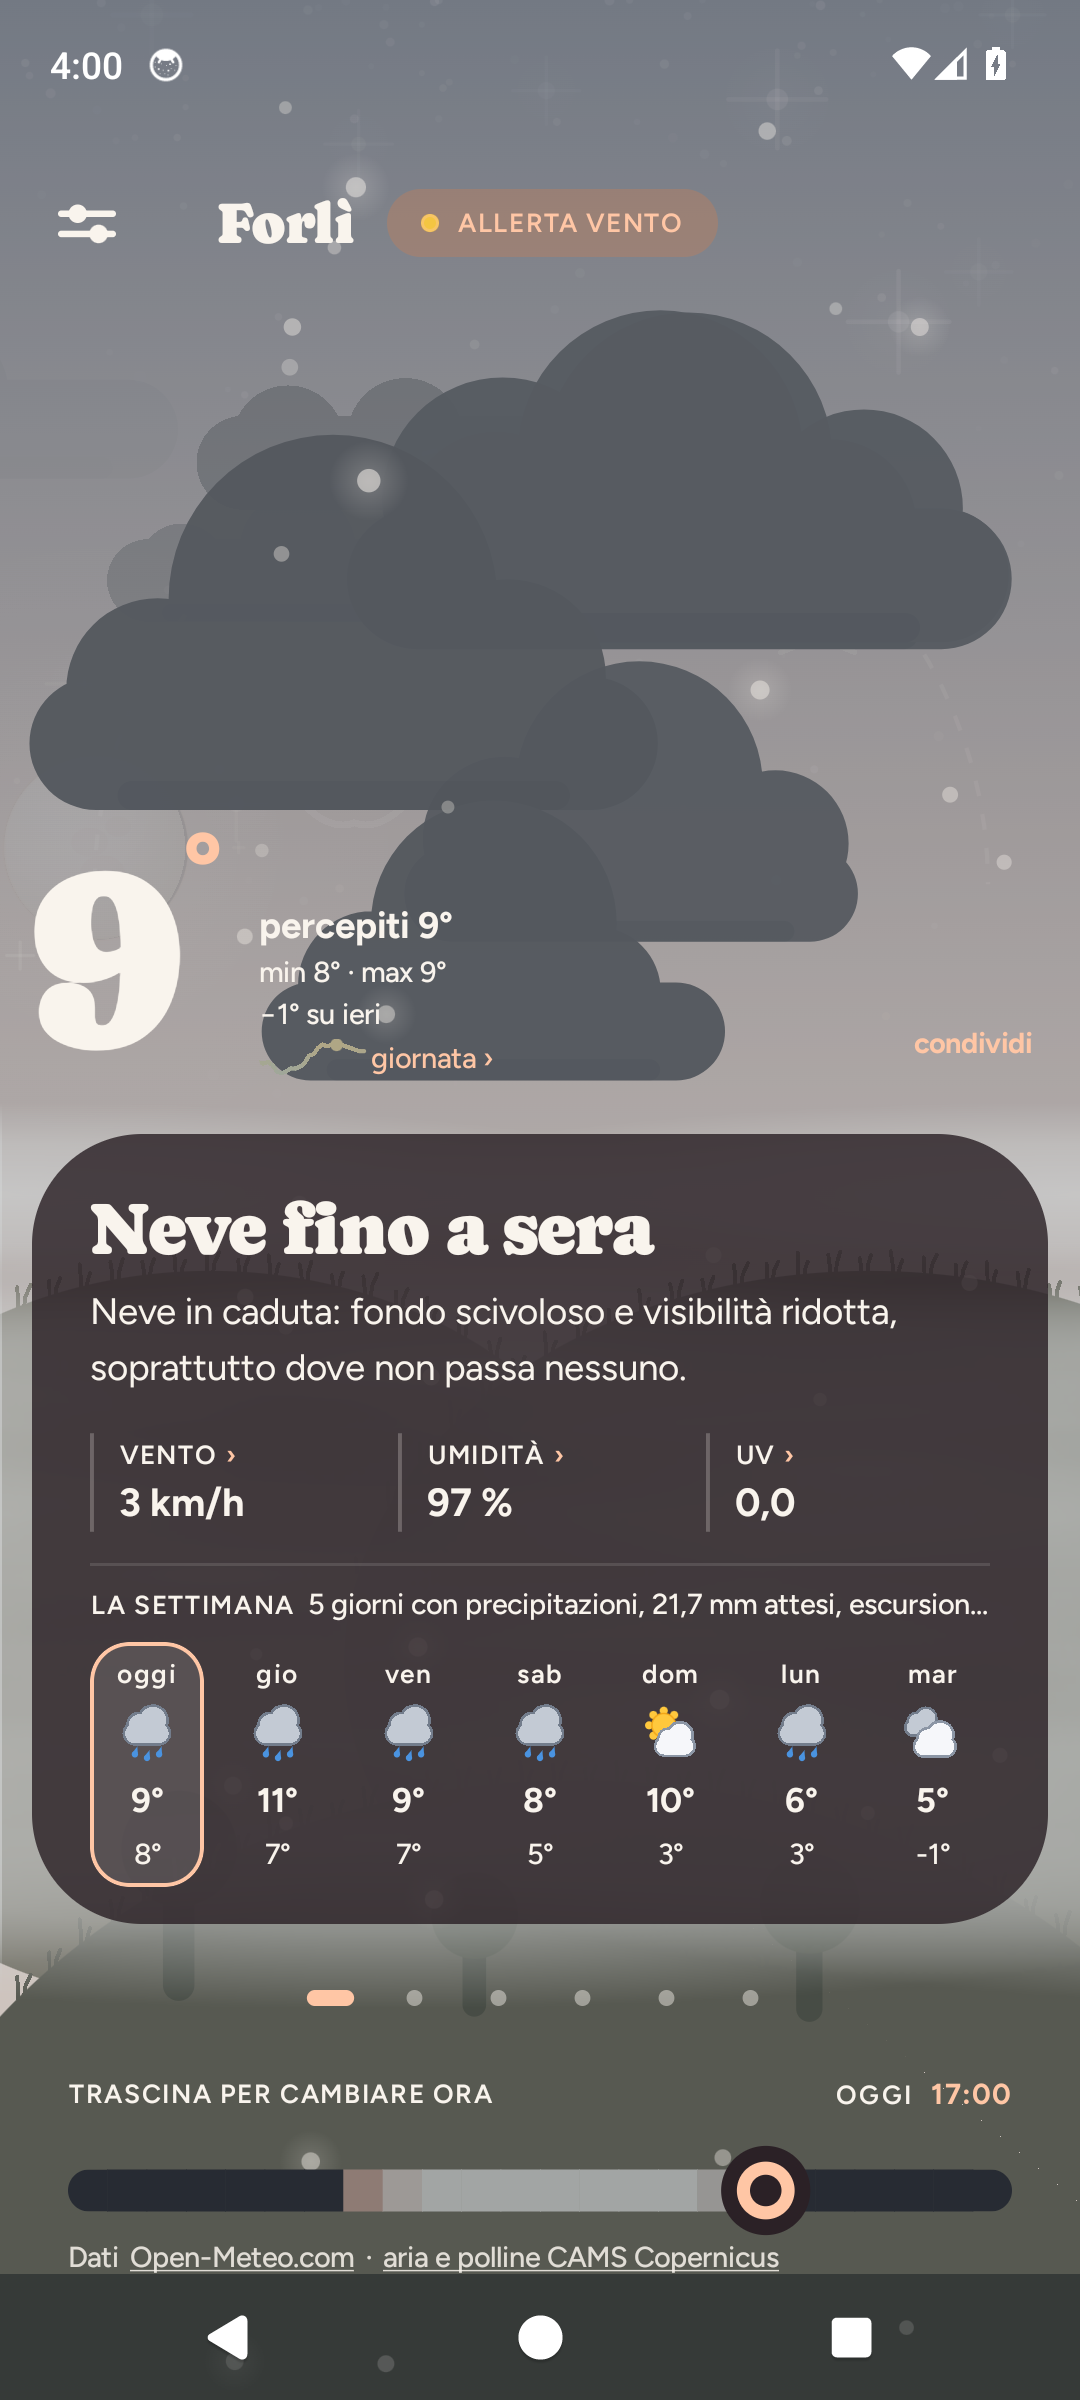 4:00
Forlì
ALLERTA VENTO
9°
percepiti 9°
min 8° · max 9°
−1° su ieri
giornata ›
condividi
Neve fino a sera
Neve in caduta: fondo scivoloso e visibilità ridotta,
soprattutto dove non passa nessuno.
VENTO › UMIDITÀ › UV ›
3 km/h 97 % 0,0
LA SETTIMANA 5 giorni con precipitazioni, 21,7 mm attesi, escursion...
oggi gio ven sab dom lun mar
9° 11° 9° 8° 10° 6° 5°
8° 7° 7° 5° 3° 3° -1°
TRASCINA PER CAMBIARE ORA OGGI 17:00
Dati Open-Meteo.com · aria e polline CAMS Copernicus